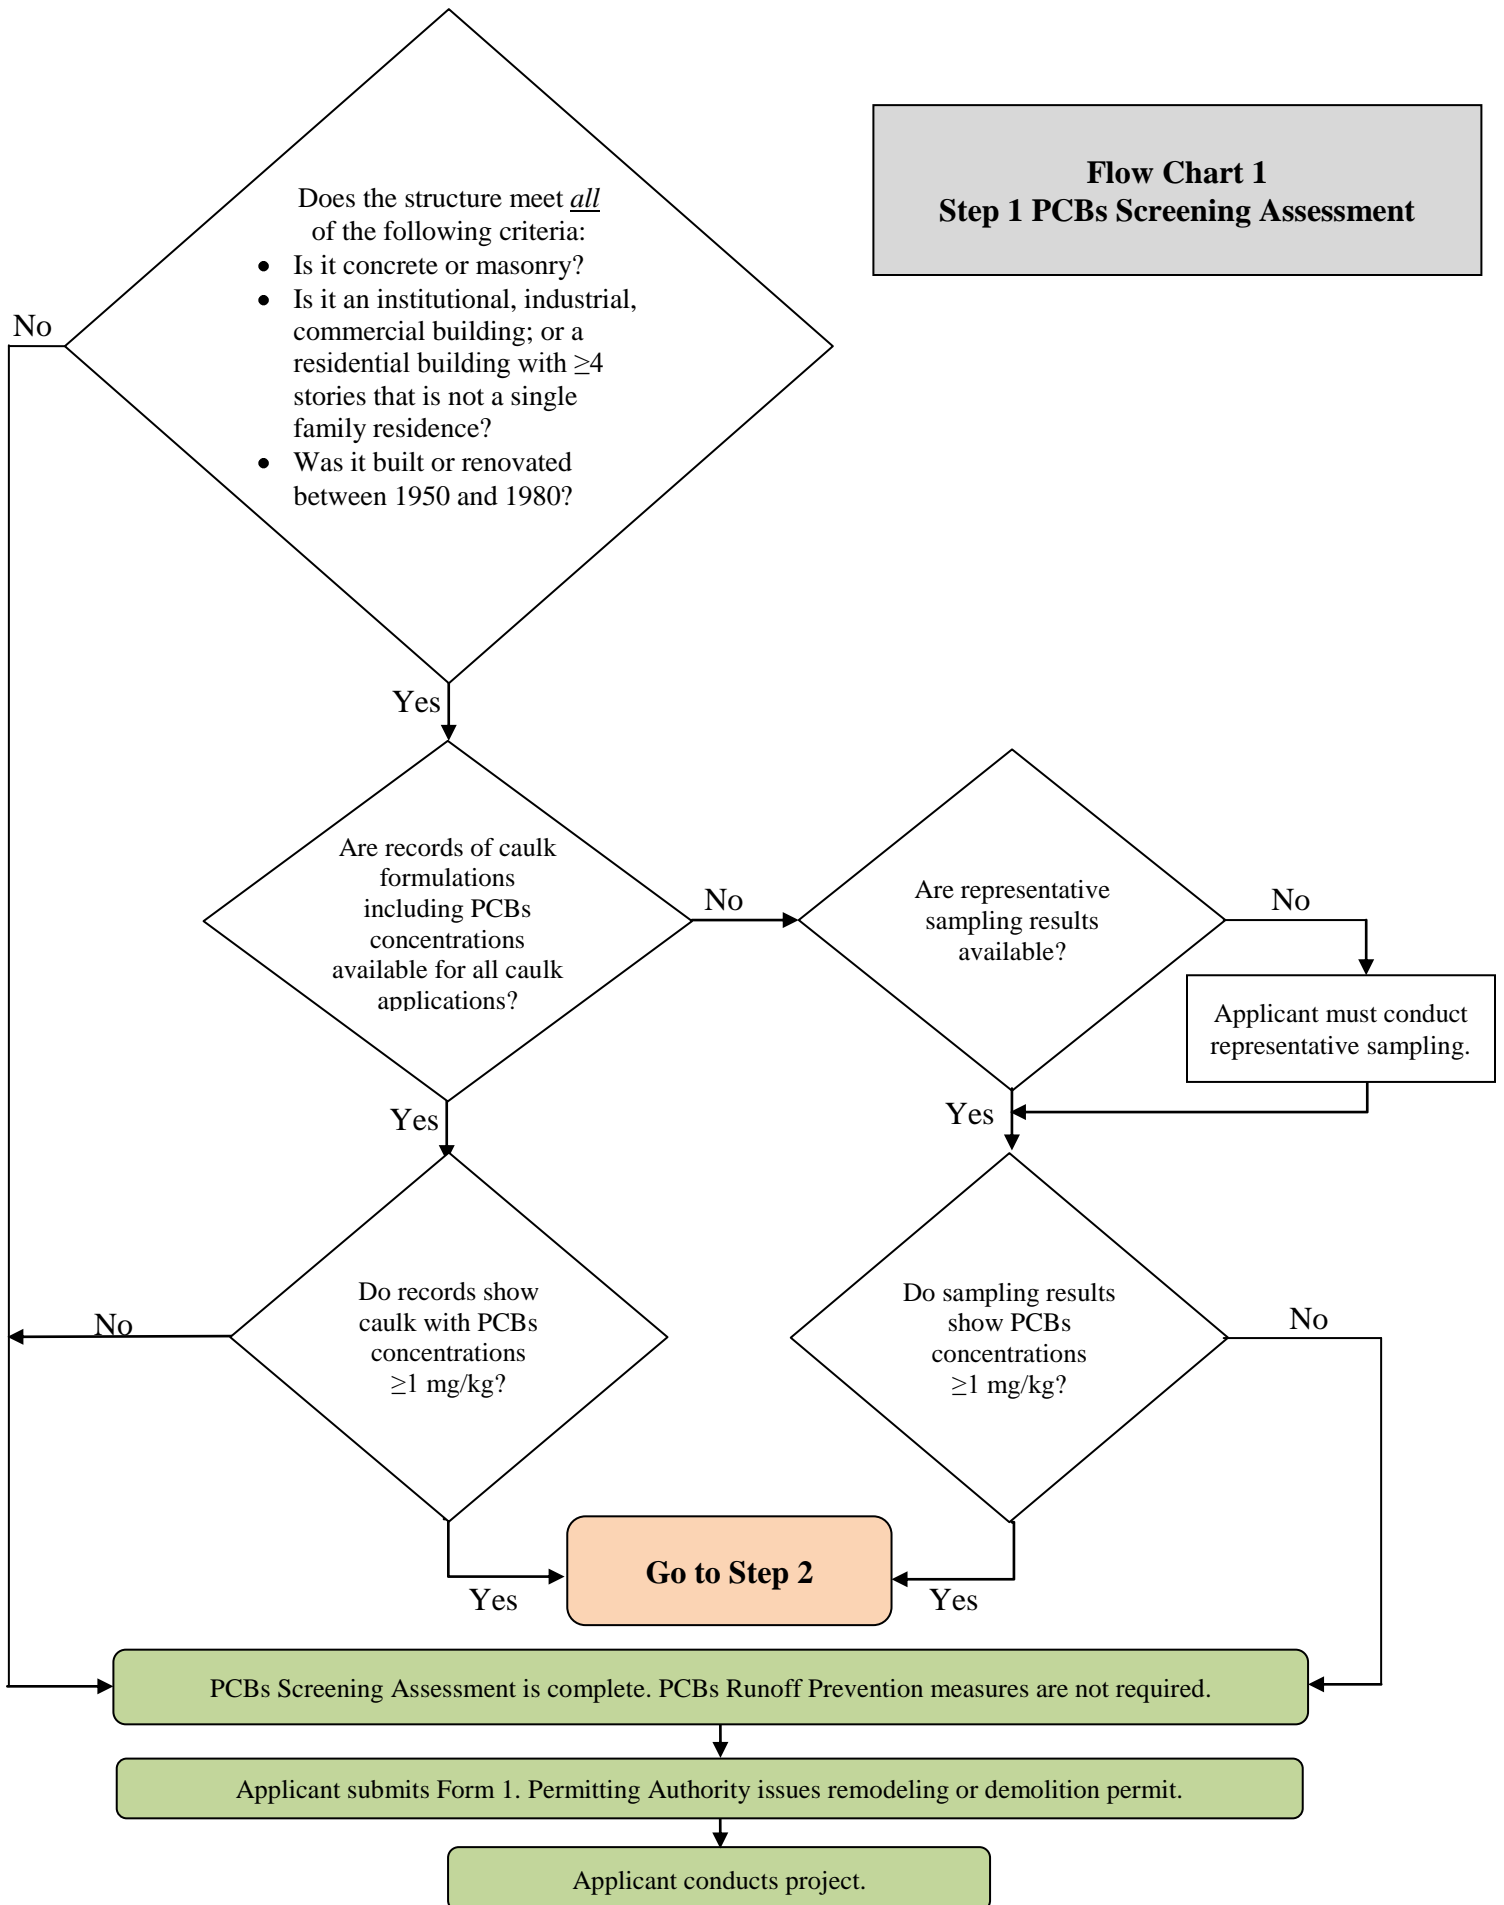 Flow Chart 1
Step 1 PCBs Screening Assessment
Does the structure meet all
of the following criteria:
• Is it concrete or masonry?
• Is it an institutional, industrial,
commercial building; or a
residential building with ≥4
stories that is not a single
family residence?
• Was it built or renovated
between 1950 and 1980?
No
Yes
Are records of caulk
formulations
including PCBs
concentrations
available for all caulk
applications?
No
Are representative
sampling results
available?
No
Applicant must conduct
representative sampling.
Yes
Yes
Do records show
caulk with PCBs
concentrations
≥1 mg/kg?
No
Do sampling results
show PCBs
concentrations
≥1 mg/kg?
No
Yes
Go to Step 2
Yes
PCBs Screening Assessment is complete. PCBs Runoff Prevention measures are not required.
Applicant submits Form 1. Permitting Authority issues remodeling or demolition permit.
Applicant conducts project.